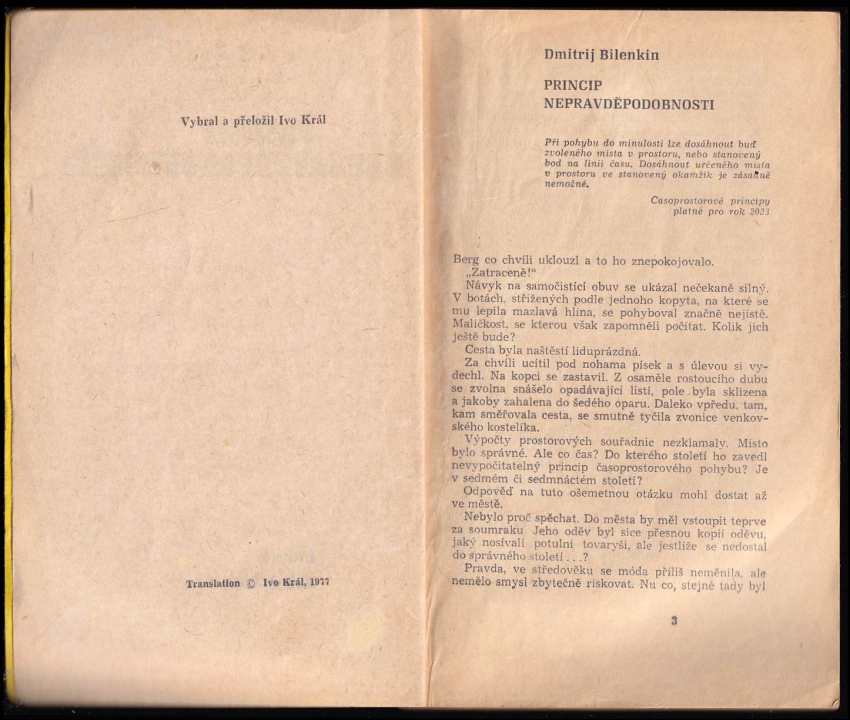 Vybral a přeložil Ivo Král
Translation © Ivo Král, 1977
Dmitrij Bilenkin
PRINCIP
NEPRAVDĚPODOBNOSTI
Při pohybu do minulosti lze dosáhnout buď
zvoleného místa v prostoru, nebo stanovený
bod na linii času. Dosáhnout určeného místa
v prostoru ve stanovený okamžik je zásadně
nemožné.
Časoprostorové principy
platné pro rok 2023
Berg co chvíli uklouzl a to ho znepokojovalo.
„Zatraceně!“
Návyk na samočistící obuv se ukázal nečekaně silný.
V botách, střižených podle jednoho kopyta, na které se
mu lepila mazlavá hlína, se pohyboval značně nejistě.
Maličkost, se kterou však zapomněli počítat. Kolik jich
ještě bude?
Cesta byla naštěstí liduprázdná.
Za chvíli ucítil pod nohama písek a s úlevou si vy-
dechl. Na kopci se zastavil. Z osaměle rostoucího dubu
se zvolna snášelo opadávající listí, pole byla sklizena
a jakoby zahalena do šedého oparu. Daleko vpředu, tam,
kam směřovala cesta, se smutně tyčila zvonice venkov-
ského kostelíka.
Výpočty prostorových souřadnic nezklamaly. Místo
bylo správné. Ale co čas? Do kterého století ho zavedl
nevypočitatelný princip časoprostorového pohybu? Je
v sedmém či sedmnáctém století?
Odpověď na tuto ošemetnou otázku mohl dostat až
ve městě.
Nebylo proč spěchat. Do města by měl vstoupit teprve
za soumraku. Jeho oděv byl sice přesnou kopií oděvu,
jaký nosívali potulní tovaryši, ale jestliže se nedostal
do správného století . . .?
Pravda, ve středověku se móda příliš neměnila, ale
nemělo smysl zbytečně riskovat. Nu co, stejně tady byl
3